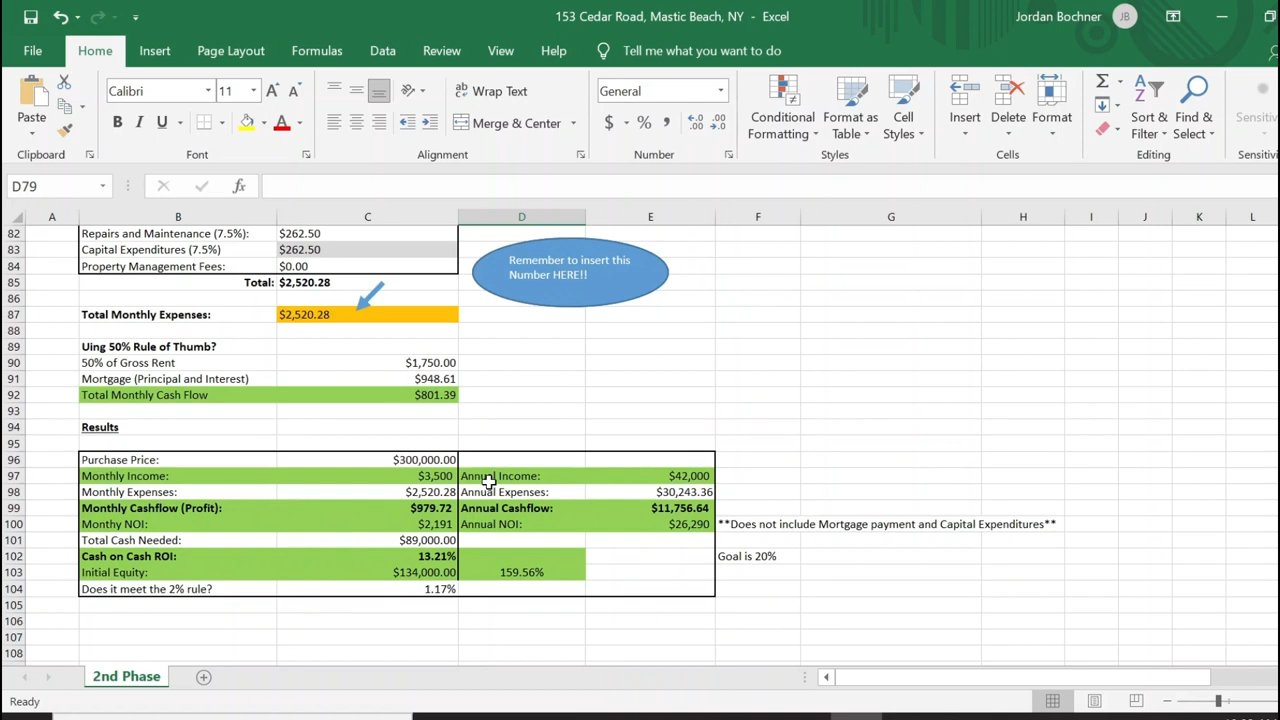 153 Cedar Road, Mastic Beach, NY - Excel
Jordan Bochner JB
File Home Insert Page Layout Formulas Data Review View Help Tell me what you want to do
Paste
Calibri 11 A A
B I U A
ab Wrap Text
Merge & Center
General
$ % ,
Conditional Formatting
Format as Table
Cell Styles
Insert Delete Format
Sort & Filter
Find & Select
Clipboard Font Alignment Number Styles Cells Editing Sensitiv
D79 fx
A B C D E F G H I J K L
82 Repairs and Maintenance (7.5%): $262.50
83 Capital Expenditures (7.5%) $262.50
84 Property Management Fees: $0.00
Remember to insert this
Number HERE!!
85 Total: $2,520.28
86
87 Total Monthly Expenses: $2,520.28
88
89 Uing 50% Rule of Thumb?
90 50% of Gross Rent $1,750.00
91 Mortgage (Principal and Interest) $948.61
92 Total Monthly Cash Flow $801.39
93
94 Results
95
96 Purchase Price: $300,000.00
97 Monthly Income: $3,500 Annual Income: $42,000
98 Monthly Expenses: $2,520.28 Annual Expenses: $30,243.36
99 Monthly Cashflow (Profit): $979.72 Annual Cashflow: $11,756.64
100 Monthy NOI: $2,191 Annual NOI: $26,290 **Does not include Mortgage payment and Capital Expenditures**
101 Total Cash Needed: $89,000.00
102 Cash on Cash ROI: 13.21% Goal is 20%
103 Initial Equity: $134,000.00 159.56%
104 Does it meet the 2% rule? 1.17%
105
106
107
108
2nd Phase
Ready